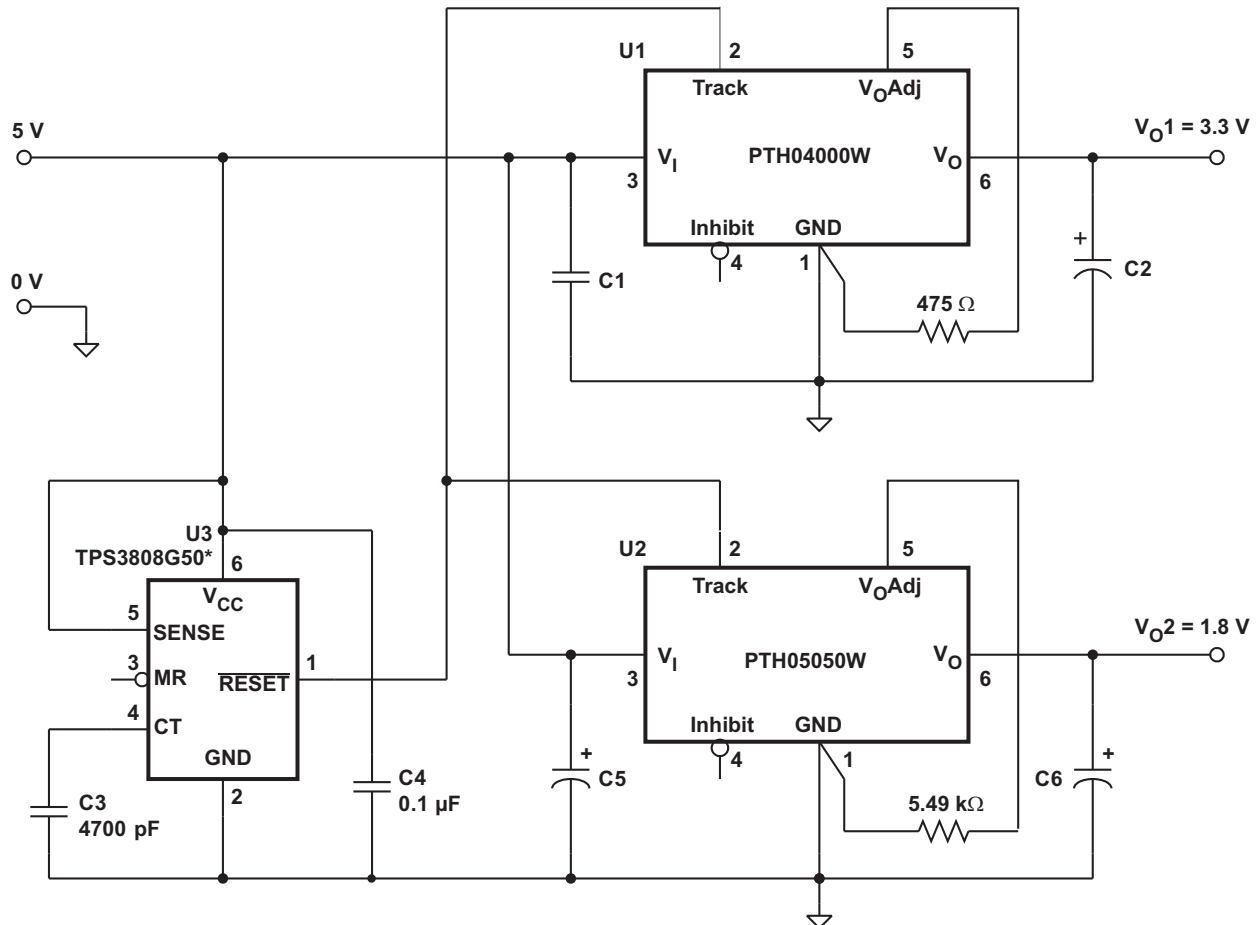 U1
2
5
Track
VOAdj
5 V
VO1 = 3.3 V
VI
PTH04000W
VO
3
6
Inhibit
GND
4
1
+
C1
C2
0 V
475 Ω
U3
TPS3808G50*
6
VCC
5
SENSE
3
MR
RESET
1
4
CT
GND
2
C3
4700 pF
C4
0.1 µF
U2
2
5
Track
VOAdj
VO2 = 1.8 V
VI
PTH05050W
VO
3
6
Inhibit
GND
4
1
+
C5
+
C6
5.49 kΩ